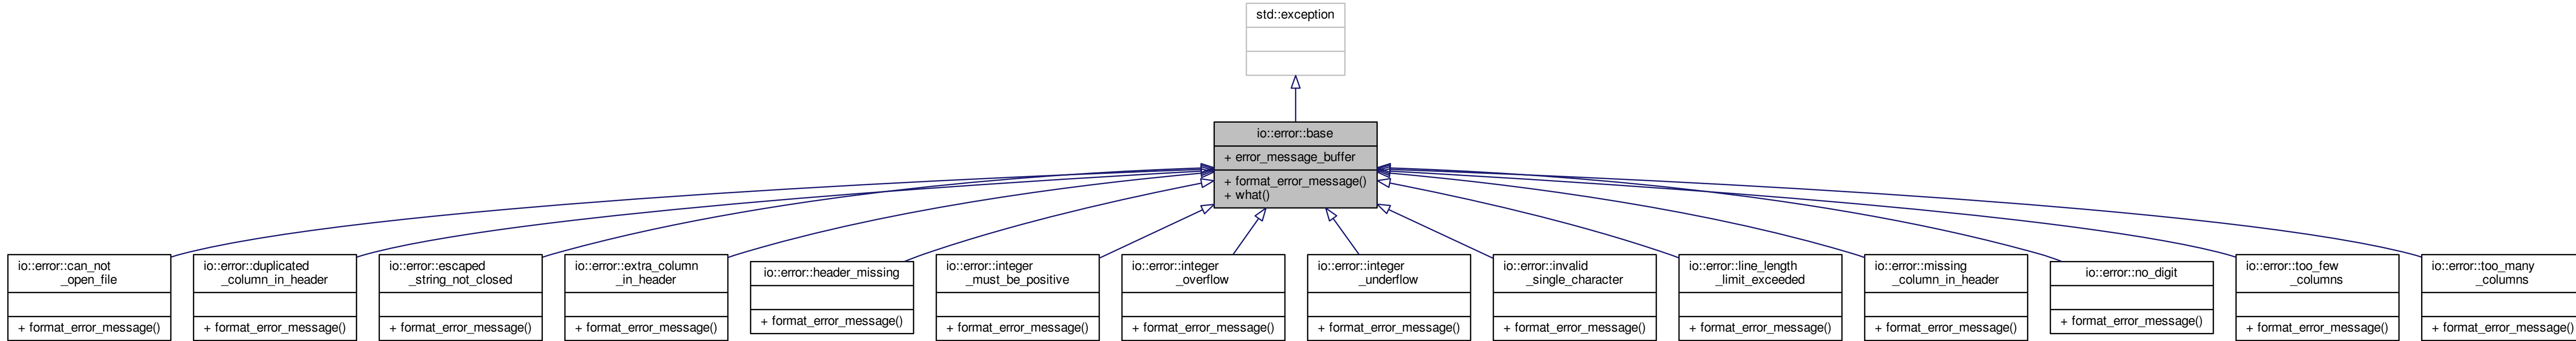 std::exception
io::error::base
+ error_message_buffer
+ format_error_message()
+ what()
io::error::can_not
_open_file
+ format_error_message()
io::error::duplicated
_column_in_header
+ format_error_message()
io::error::escaped
_string_not_closed
+ format_error_message()
io::error::extra_column
_in_header
+ format_error_message()
io::error::header_missing
+ format_error_message()
io::error::integer
_must_be_positive
+ format_error_message()
io::error::integer
_overflow
+ format_error_message()
io::error::integer
_underflow
+ format_error_message()
io::error::invalid
_single_character
+ format_error_message()
io::error::line_length
_limit_exceeded
+ format_error_message()
io::error::missing
_column_in_header
+ format_error_message()
io::error::no_digit
+ format_error_message()
io::error::too_few
_columns
+ format_error_message()
io::error::too_many
_columns
+ format_error_message()